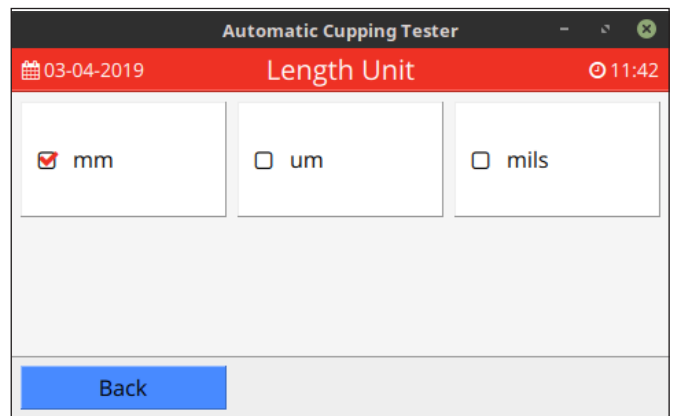 Automatic Cupping Tester
03-04-2019 Length Unit 11:42
mm um mils
Back